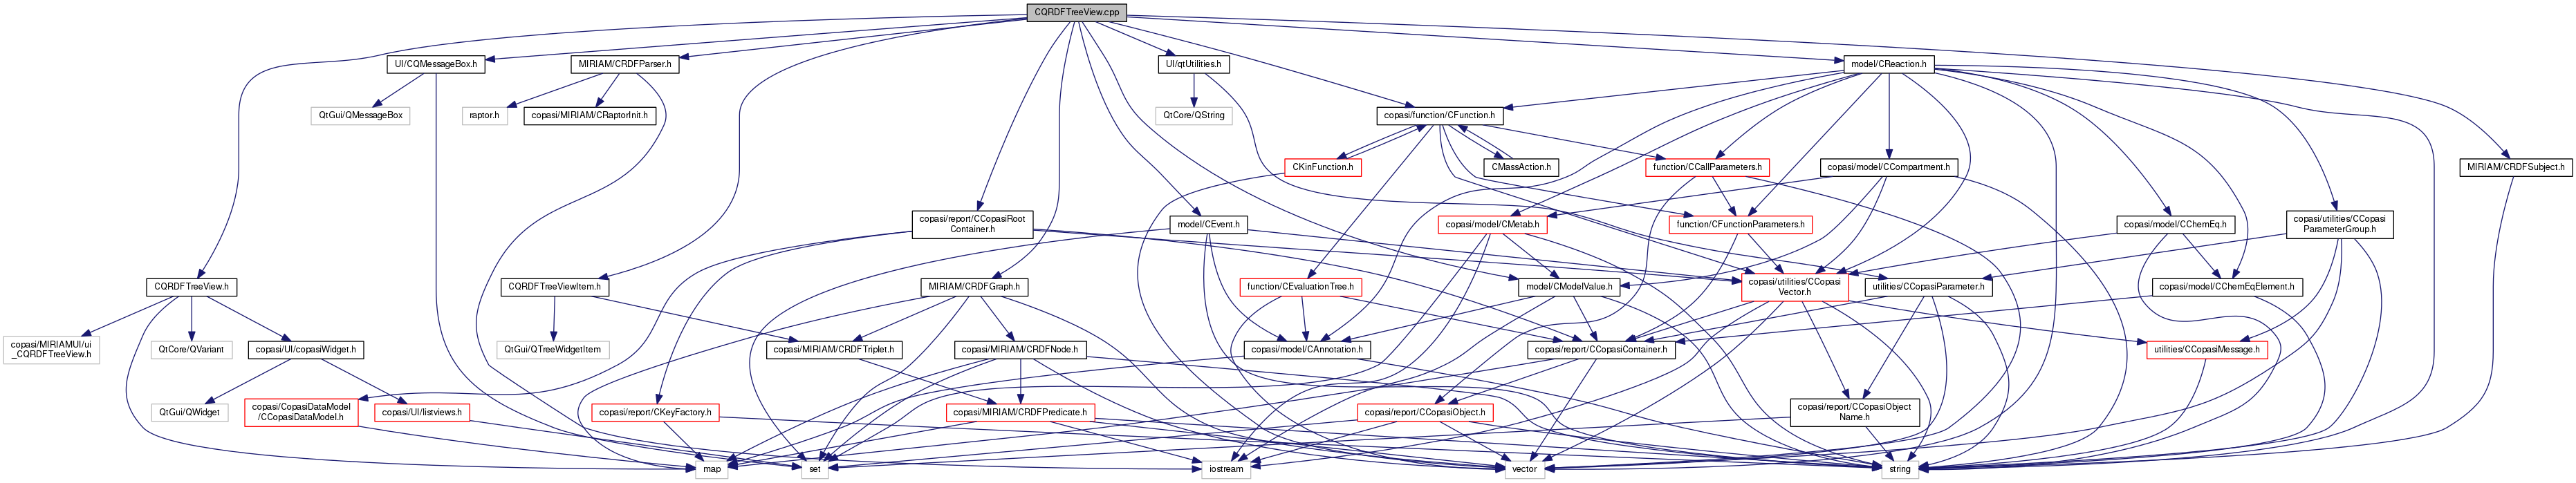 CQRDFTreeView.cpp
UI/CQMessageBox.h
MIRIAM/CRDFParser.h
UI/qtUtilities.h
model/CReaction.h
QtGui/QMessageBox
raptor.h
copasi/MIRIAM/CRaptorInit.h
QtCore/QString
copasi/function/CFunction.h
CKinFunction.h
CMassAction.h
function/CCallParameters.h
copasi/model/CCompartment.h
MIRIAM/CRDFSubject.h
copasi/report/CCopasiRoot
Container.h
model/CEvent.h
copasi/model/CMetab.h
function/CFunctionParameters.h
copasi/model/CChemEq.h
copasi/utilities/CCopasi
ParameterGroup.h
CQRDFTreeView.h
CQRDFTreeViewItem.h
MIRIAM/CRDFGraph.h
function/CEvaluationTree.h
model/CModelValue.h
copasi/utilities/CCopasi
Vector.h
utilities/CCopasiParameter.h
copasi/model/CChemEqElement.h
copasi/MIRIAMUI/ui
_CQRDFTreeView.h
QtCore/QVariant
copasi/UI/copasiWidget.h
QtGui/QTreeWidgetItem
copasi/MIRIAM/CRDFTriplet.h
copasi/MIRIAM/CRDFNode.h
copasi/model/CAnnotation.h
copasi/report/CCopasiContainer.h
utilities/CCopasiMessage.h
QtGui/QWidget
copasi/CopasiDataModel
/CCopasiDataModel.h
copasi/UI/listviews.h
copasi/report/CKeyFactory.h
copasi/MIRIAM/CRDFPredicate.h
copasi/report/CCopasiObject.h
copasi/report/CCopasiObject
Name.h
map
set
iostream
vector
string